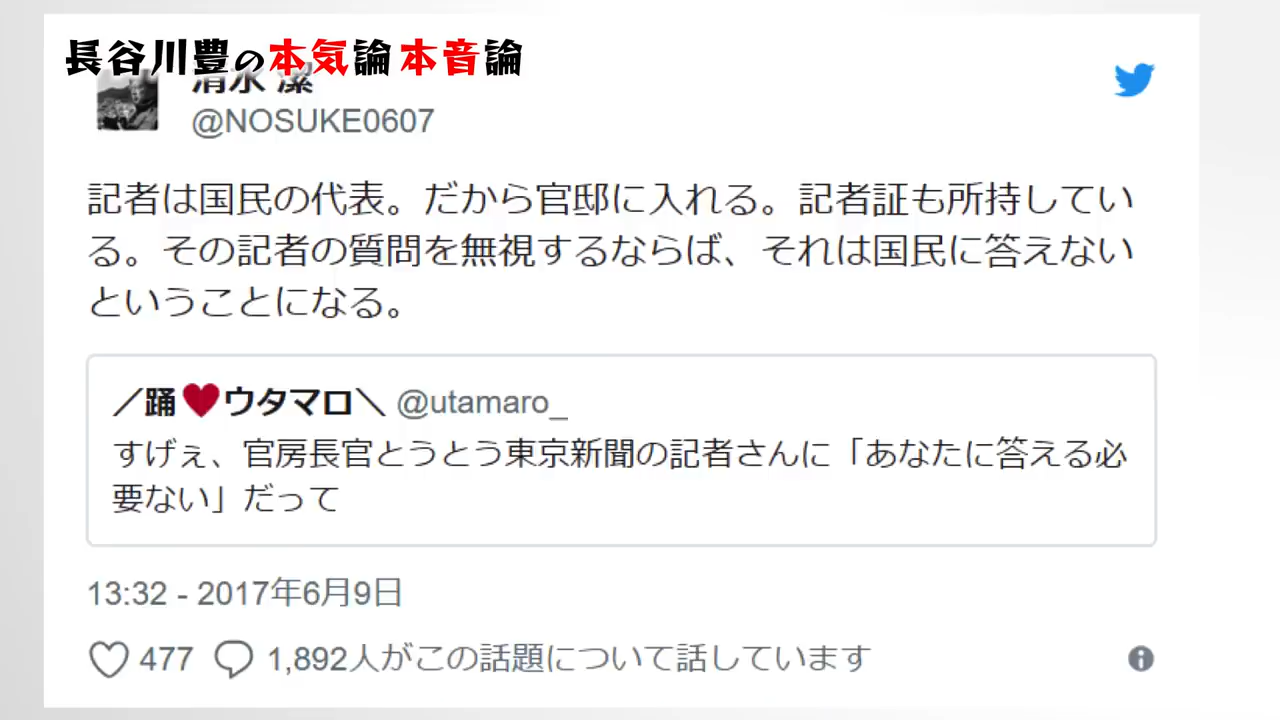 長谷川豊の本気論本音論
清水 潔
@NOSUKE0607
記者は国民の代表。だから官邸に入れる。記者証も所持してい
る。その記者の質問を無視するならば、それは国民に答えない
ということになる。
／踊❤ウタマロ＼ @utamaro_
すげぇ、官房長官とうとう東京新聞の記者さんに「あなたに答える必
要ない」だって
13:32 - 2017年6月9日
477 1,892人がこの話題について話しています